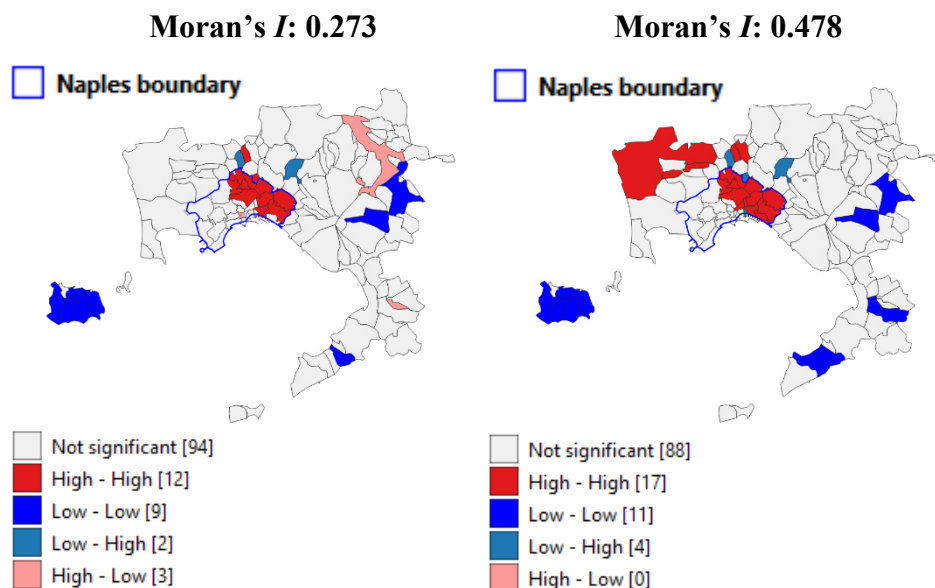 Moran’s I: 0.273
Naples boundary
Not significant [94]
High - High [12]
Low - Low [9]
Low - High [2]
High - Low [3]
Moran’s I: 0.478
Naples boundary
Not significant [88]
High - High [17]
Low - Low [11]
Low - High [4]
High - Low [0]